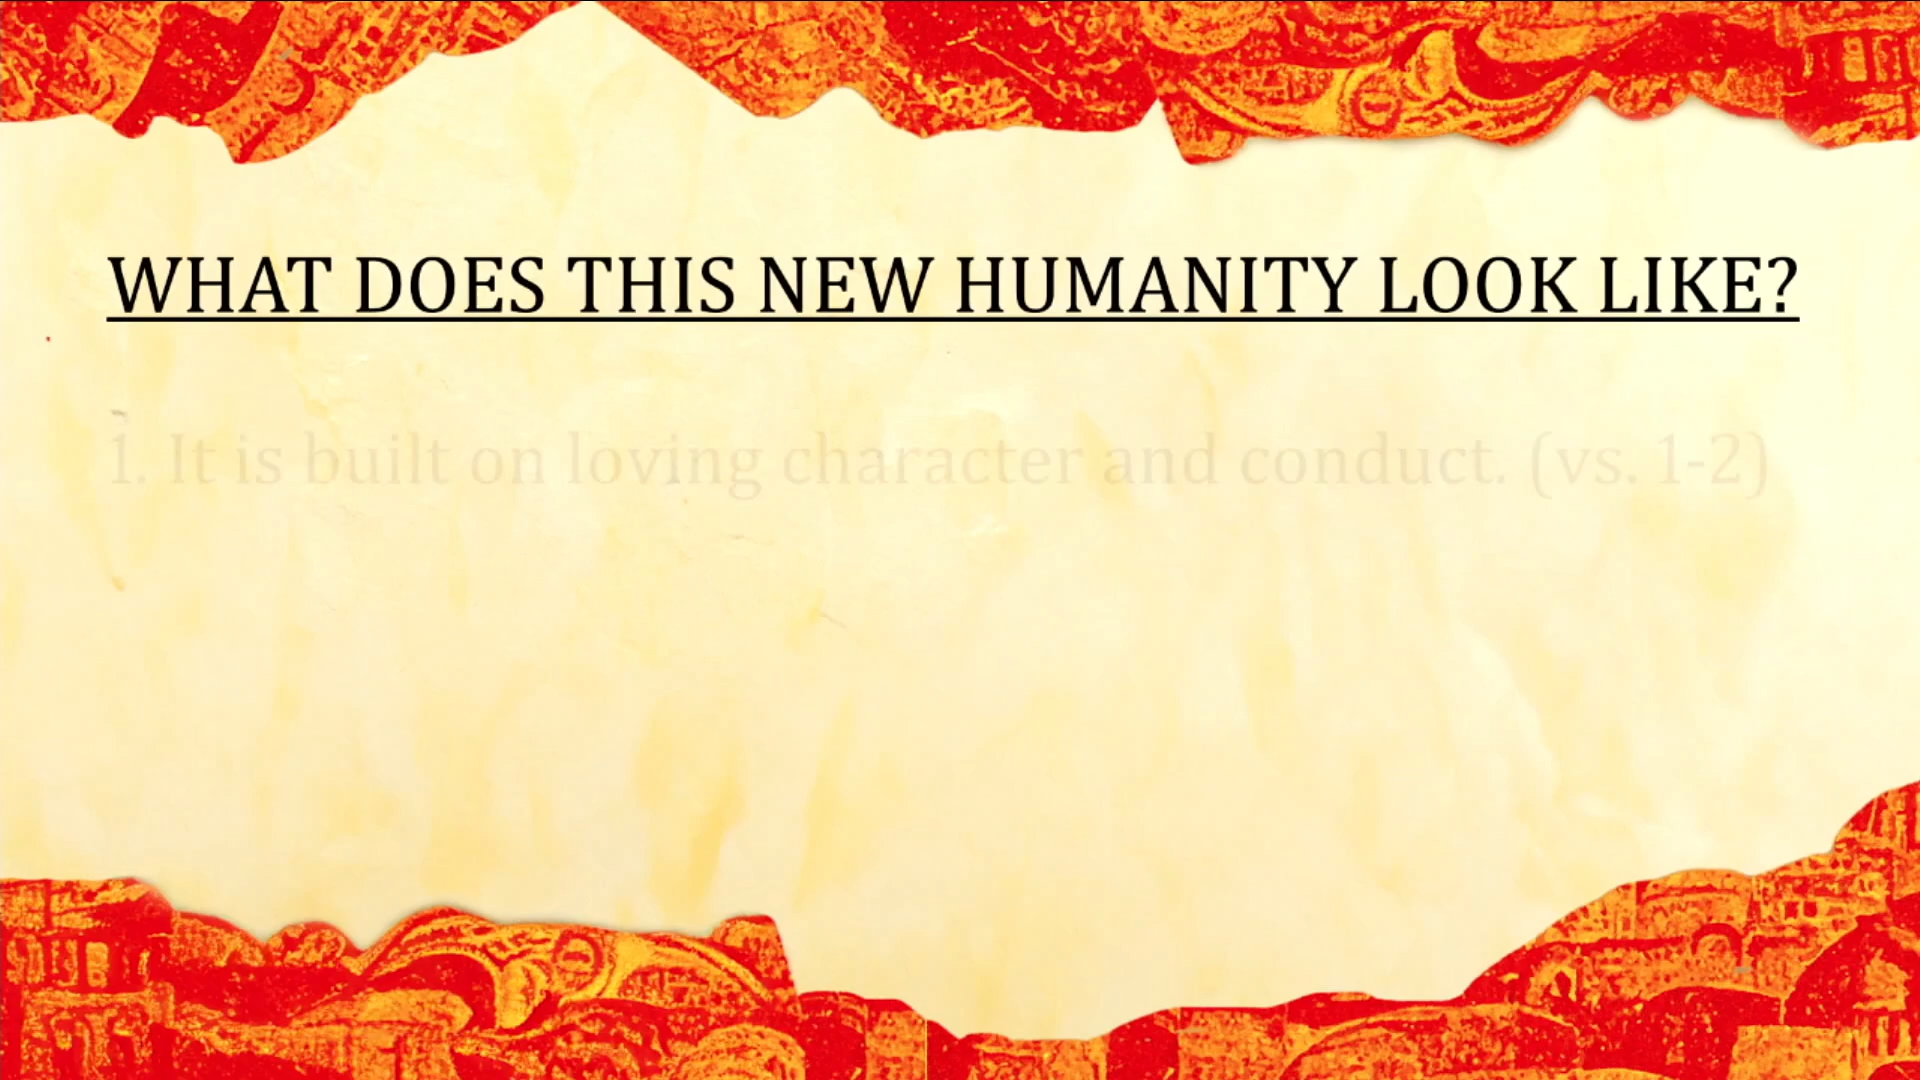 WHAT DOES THIS NEW HUMANITY LOOK LIKE?
1. It is built on loving character and conduct. (vs. 1-2)